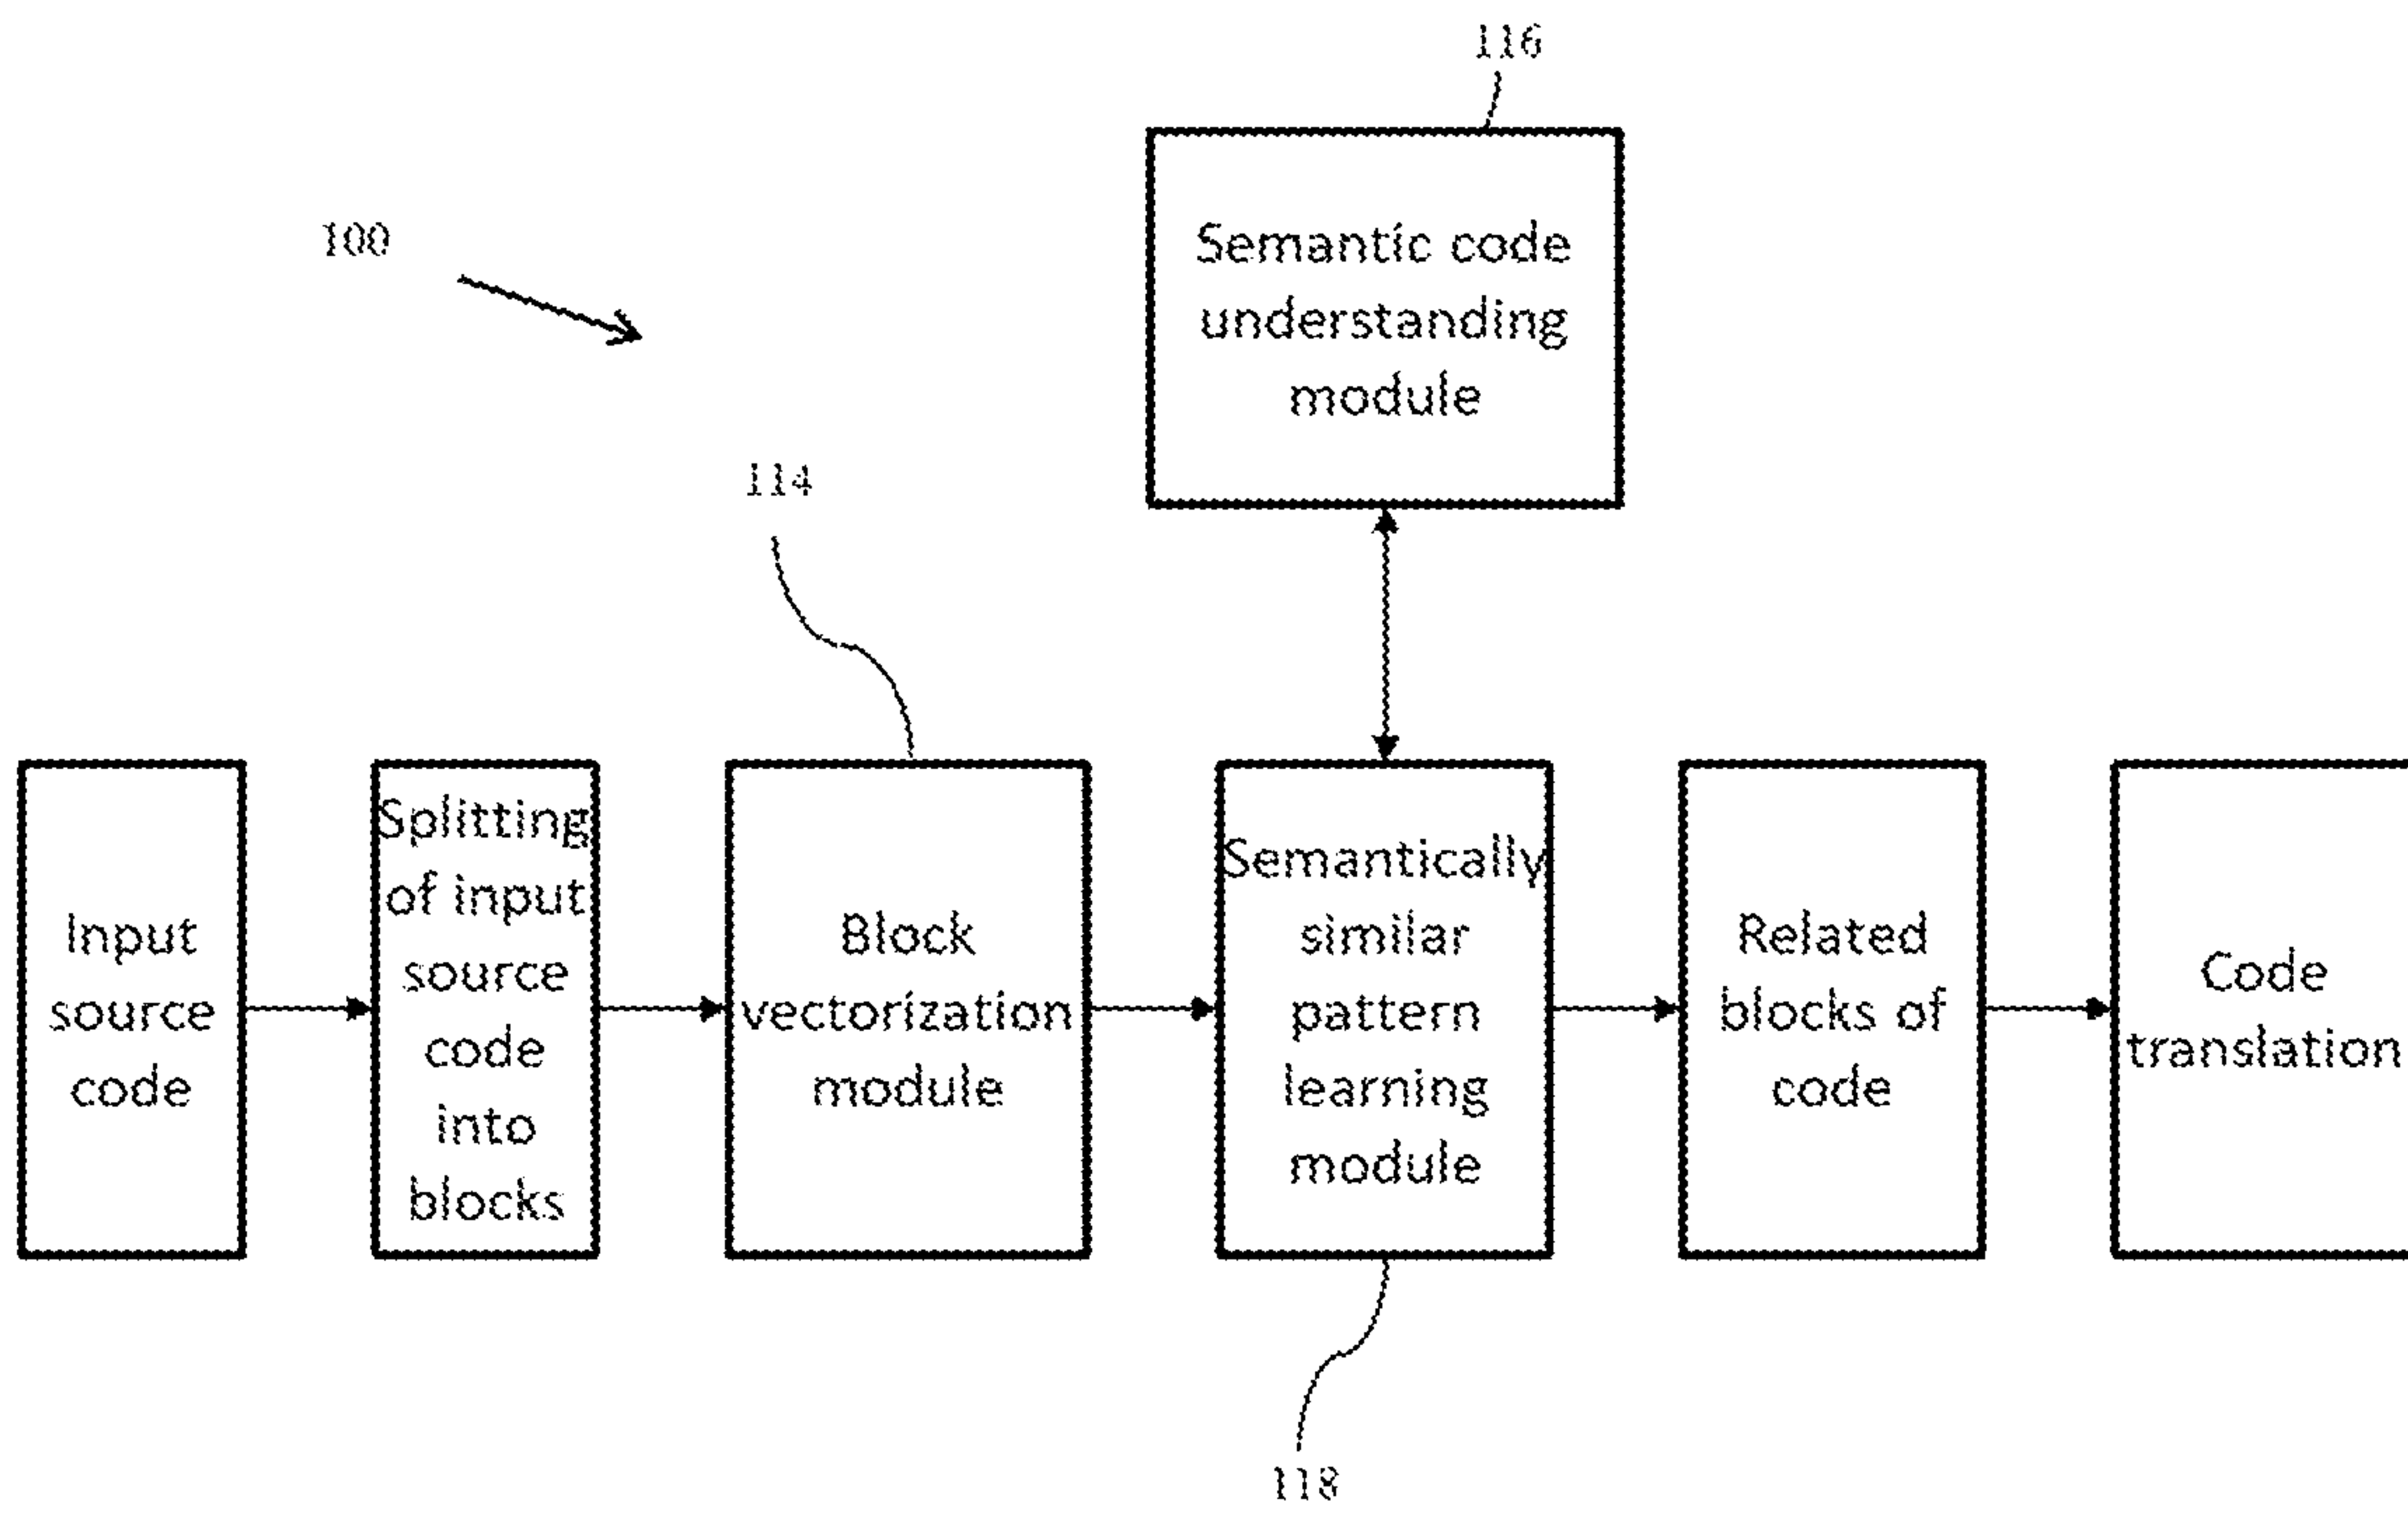 116
100
Semantic code
understanding
module
114
Input
source
code
Splitting
of input
source
code
into
blocks
Block
vectorization
module
Semantically
similar
pattern
learning
module
Related
blocks of
code
Code
translation
118